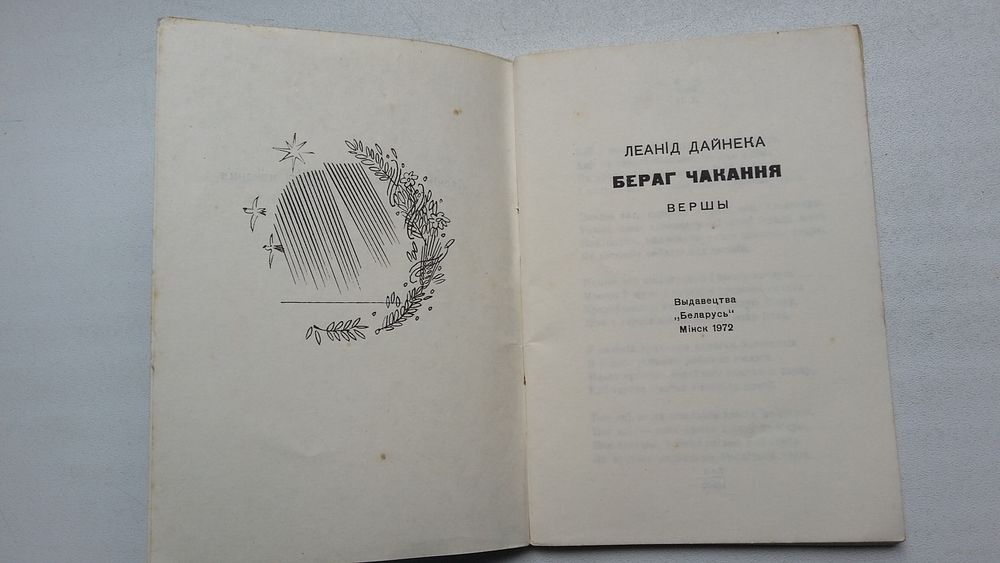 ЛЕАНІД ДАЙНЕКА
БЕРАГ ЧАКАННЯ
ВЕРШЫ
Выдавецтва
„Беларусь“
Мінск 1972